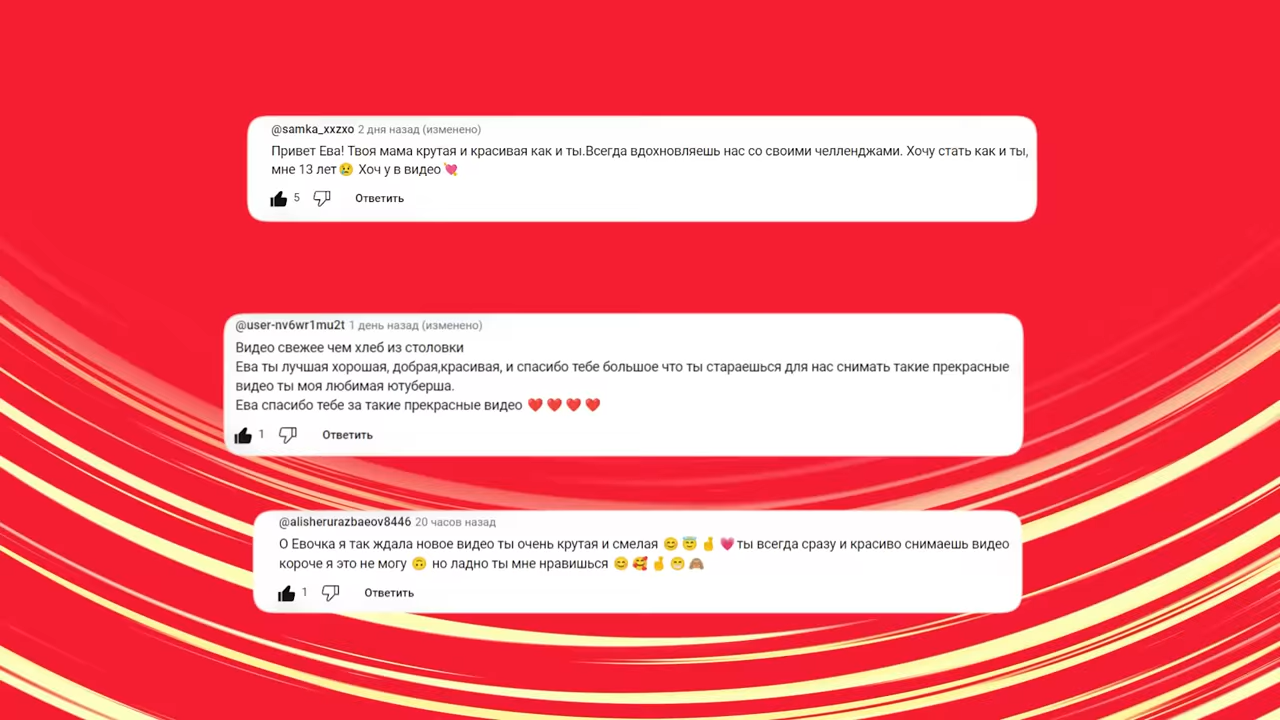 @samka_xxzxo 2 дня назад (изменено)
Привет Ева! Твоя мама крутая и красивая как и ты.Всегда вдохновляешь нас со своими челленджами. Хочу стать как и ты,
мне 13 лет😢 Хоч у в видео 💘
5 Ответить
@user-nv6wr1mu2t 1 день назад (изменено)
Видео свежее чем хлеб из столовки
Ева ты лучшая хорошая, добрая,красивая, и спасибо тебе большое что ты стараешься для нас снимать такие прекрасные
видео ты моя любимая ютуберша.
Ева спасибо тебе за такие прекрасные видео ❤️ ❤️ ❤️ ❤️
1 Ответить
@alisherurazbaeov8446 20 часов назад
О Евочка я так ждала новое видео ты очень крутая и смелая 😊 😇 🤞 💗 ты всегда сразу и красиво снимаешь видео
короче я это не могу 🙃 но ладно ты мне нравишься 😊 🥰 🤞 😁 🙈
1 Ответить